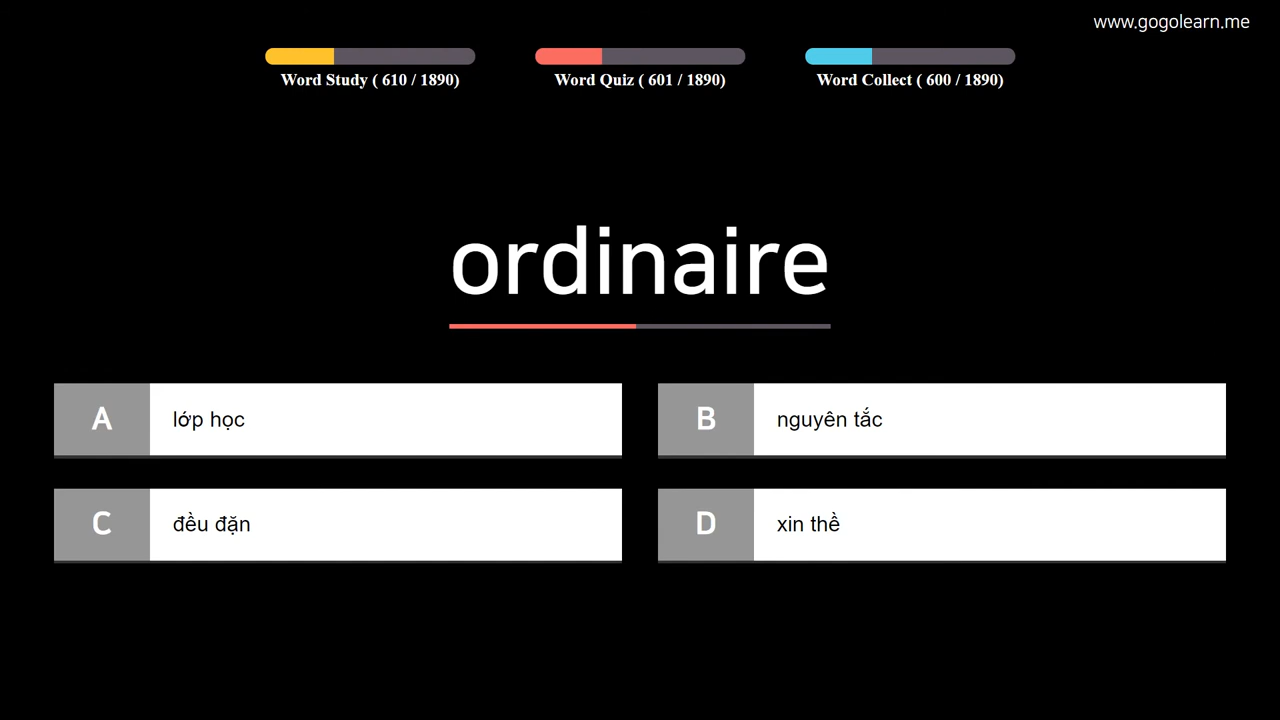 www.gogolearn.me
Word Study ( 610 / 1890)
Word Quiz ( 601 / 1890)
Word Collect ( 600 / 1890)
ordinaire
A lớp học
B nguyên tắc
C đều đặn
D xin thề